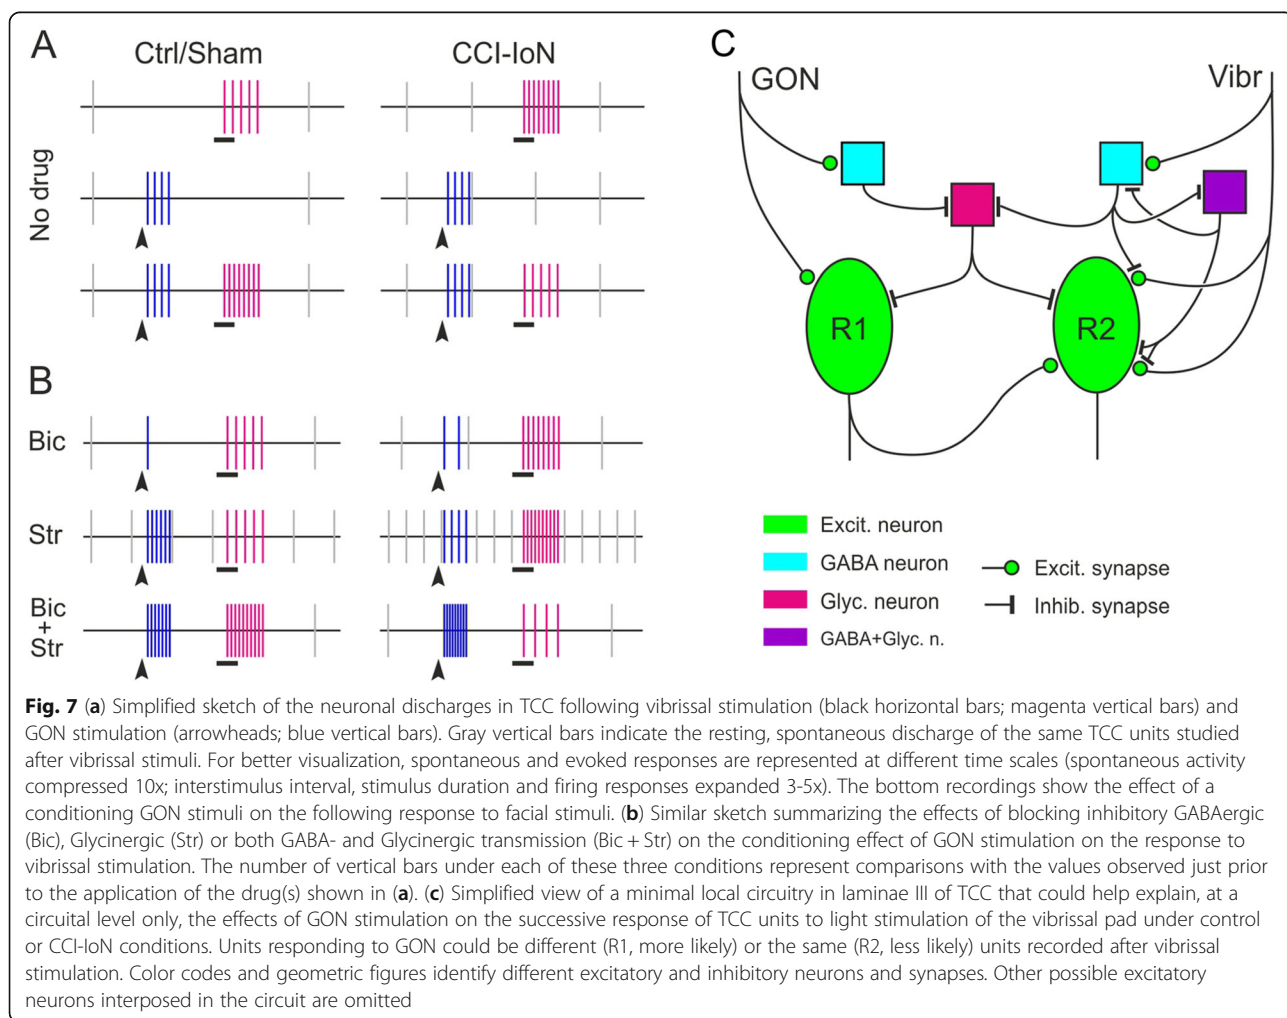 A
Ctrl/Sham
CCI-IoN
No drug
B
Bic
Str
Bic
+
Str
C
GON
Vibr
R1
R2
Excit. neuron
GABA neuron
Glyc. neuron
GABA+Glyc. n.
Excit. synapse
Inhib. synapse
Fig. 7 (a) Simplified sketch of the neuronal discharges in TCC following vibrissal stimulation (black horizontal bars; magenta vertical bars) and
GON stimulation (arrowheads; blue vertical bars). Gray vertical bars indicate the resting, spontaneous discharge of the same TCC units studied
after vibrissal stimuli. For better visualization, spontaneous and evoked responses are represented at different time scales (spontaneous activity
compressed 10x; interstimulus interval, stimulus duration and firing responses expanded 3-5x). The bottom recordings show the effect of a
conditioning GON stimuli on the following response to facial stimuli. (b) Similar sketch summarizing the effects of blocking inhibitory GABAergic
(Bic), Glycinergic (Str) or both GABA- and Glycinergic transmission (Bic + Str) on the conditioning effect of GON stimulation on the response to
vibrissal stimulation. The number of vertical bars under each of these three conditions represent comparisons with the values observed just prior
to the application of the drug(s) shown in (a). (c) Simplified view of a minimal local circuitry in laminae III of TCC that could help explain, at a
circuital level only, the effects of GON stimulation on the successive response of TCC units to light stimulation of the vibrissal pad under control
or CCI-IoN conditions. Units responding to GON could be different (R1, more likely) or the same (R2, less likely) units recorded after vibrissal
stimulation. Color codes and geometric figures identify different excitatory and inhibitory neurons and synapses. Other possible excitatory
neurons interposed in the circuit are omitted